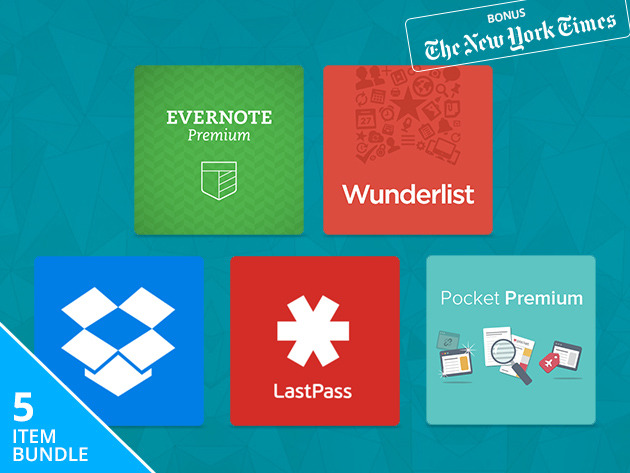 BONUS
The New York Times
EVERNOTE
Premium
Wunderlist
LastPass
Pocket Premium
5
ITEM
BUNDLE